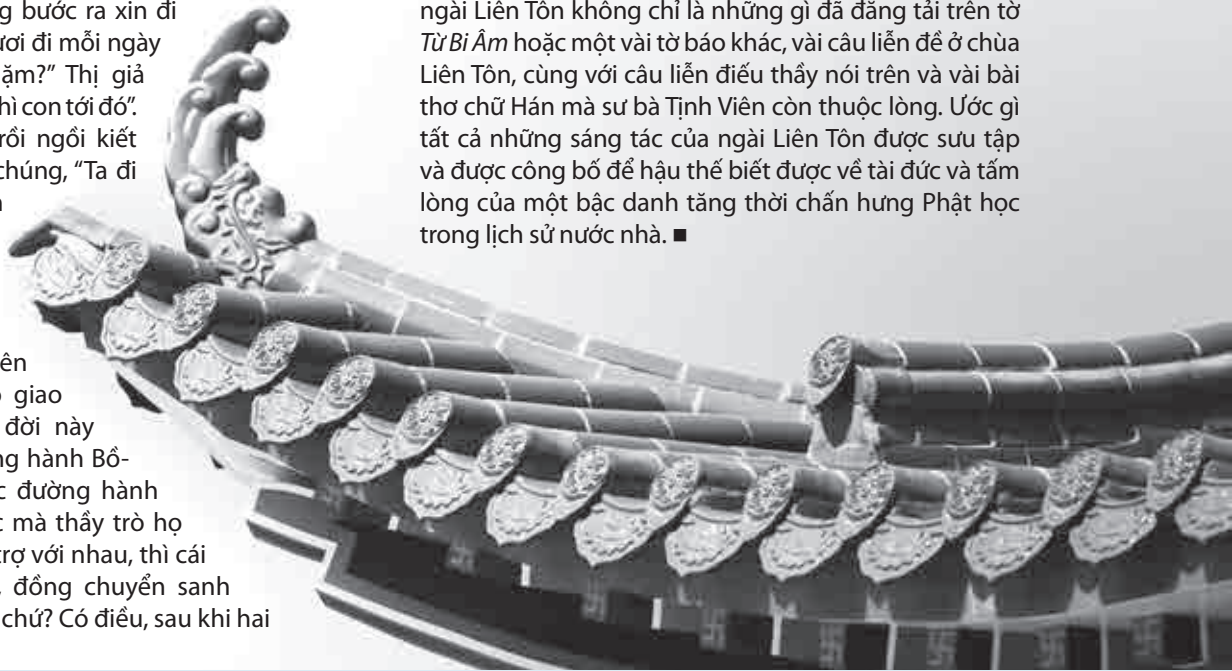 g bước ra xin đi
ươi đi mỗi ngày
ặm?” Thị giả
hì con tới đó”.
rồi ngồi kiết
chúng, “Ta đi
ên
giao
đời này
ng hành Bồ-
c đường hành
mà thầy trò họ
trợ với nhau, thì cái
đồng chuyển sanh
chứ? Có điều, sau khi hai
ngài Liên Tôn không chỉ là những gì đã đăng tải trên tờ
Từ Bi Âm hoặc một vài tờ báo khác, vài câu liễn đề ở chùa
Liên Tôn, cùng với câu liễn điếu thầy nói trên và vài bài
thơ chữ Hán mà sư bà Tịnh Viên còn thuộc lòng. Ước gì
tất cả những sáng tác của ngài Liên Tôn được sưu tập
và được công bố để hậu thế biết được về tài đức và tấm
lòng của một bậc danh tăng thời chấn hưng Phật học
trong lịch sử nước nhà. ■